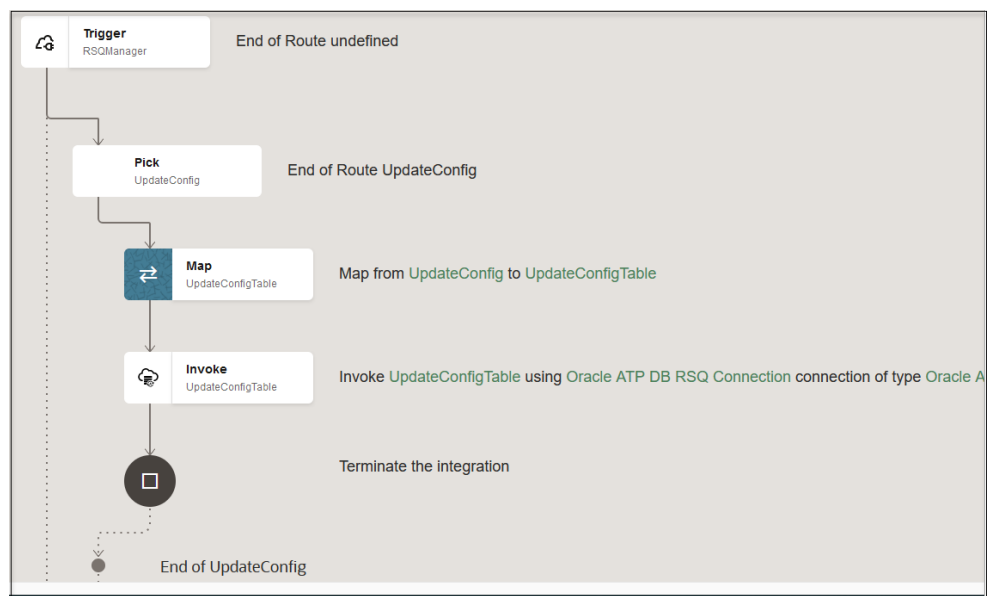 Trigger
RSQManager
End of Route undefined
Pick
UpdateConfig
End of Route UpdateConfig
Map
UpdateConfigTable
Map from UpdateConfig to UpdateConfigTable
Invoke
UpdateConfigTable
Invoke UpdateConfigTable using Oracle ATP DB RSQ Connection connection of type Oracle A
Terminate the integration
End of UpdateConfig